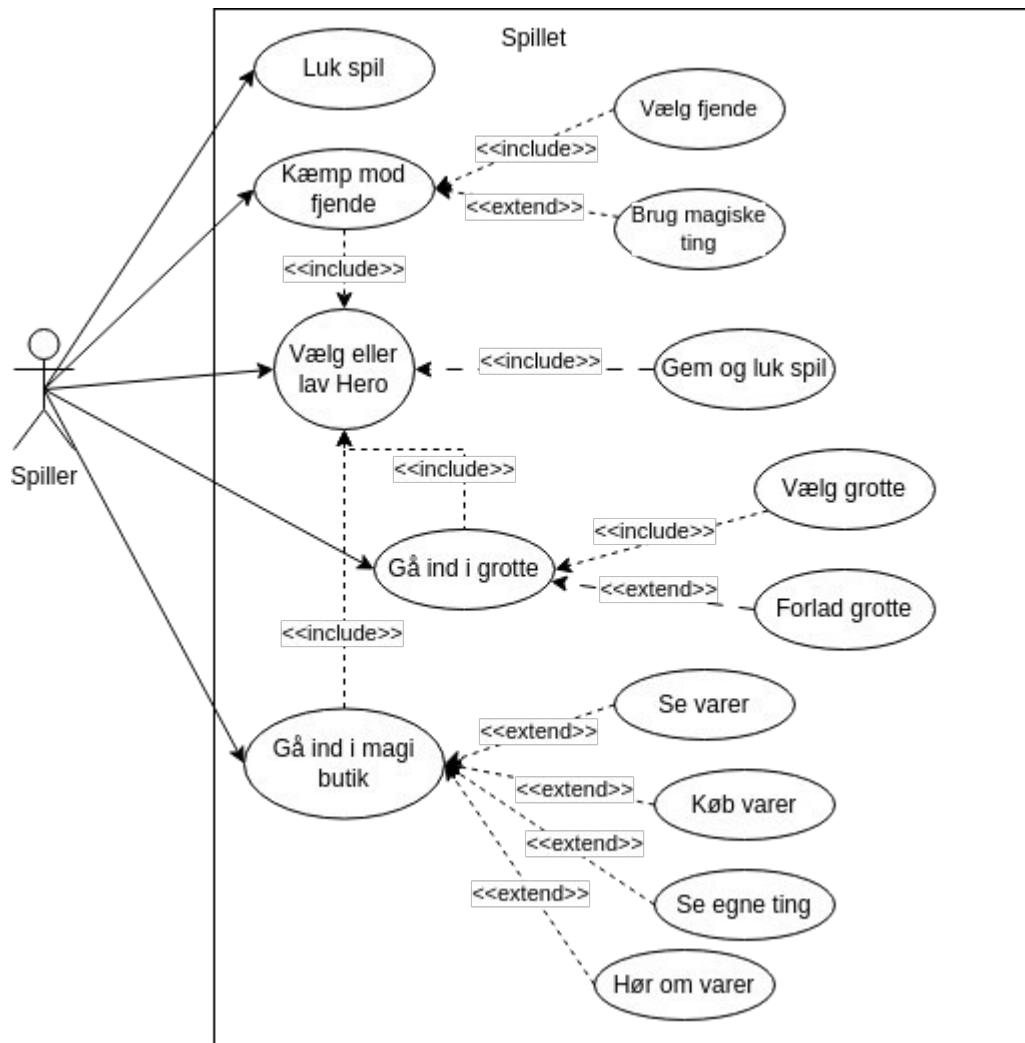 Spillet
Luk spil
Vælg fjende
<<include>>
Kæmp mod
fjende
<<extend>>
Brug magiske
ting
<<include>>
Vælg eller
lav Hero
<<include>>
Gem og luk spil
Spiller
<<include>>
Vælg grotte
<<include>>
Gå ind i grotte
<<extend>>
Forlad grotte
<<include>>
Se varer
<<extend>>
Gå ind i magi
butik
<<extend>>
Køb varer
<<extend>>
<<extend>>
Se egne ting
Hør om varer